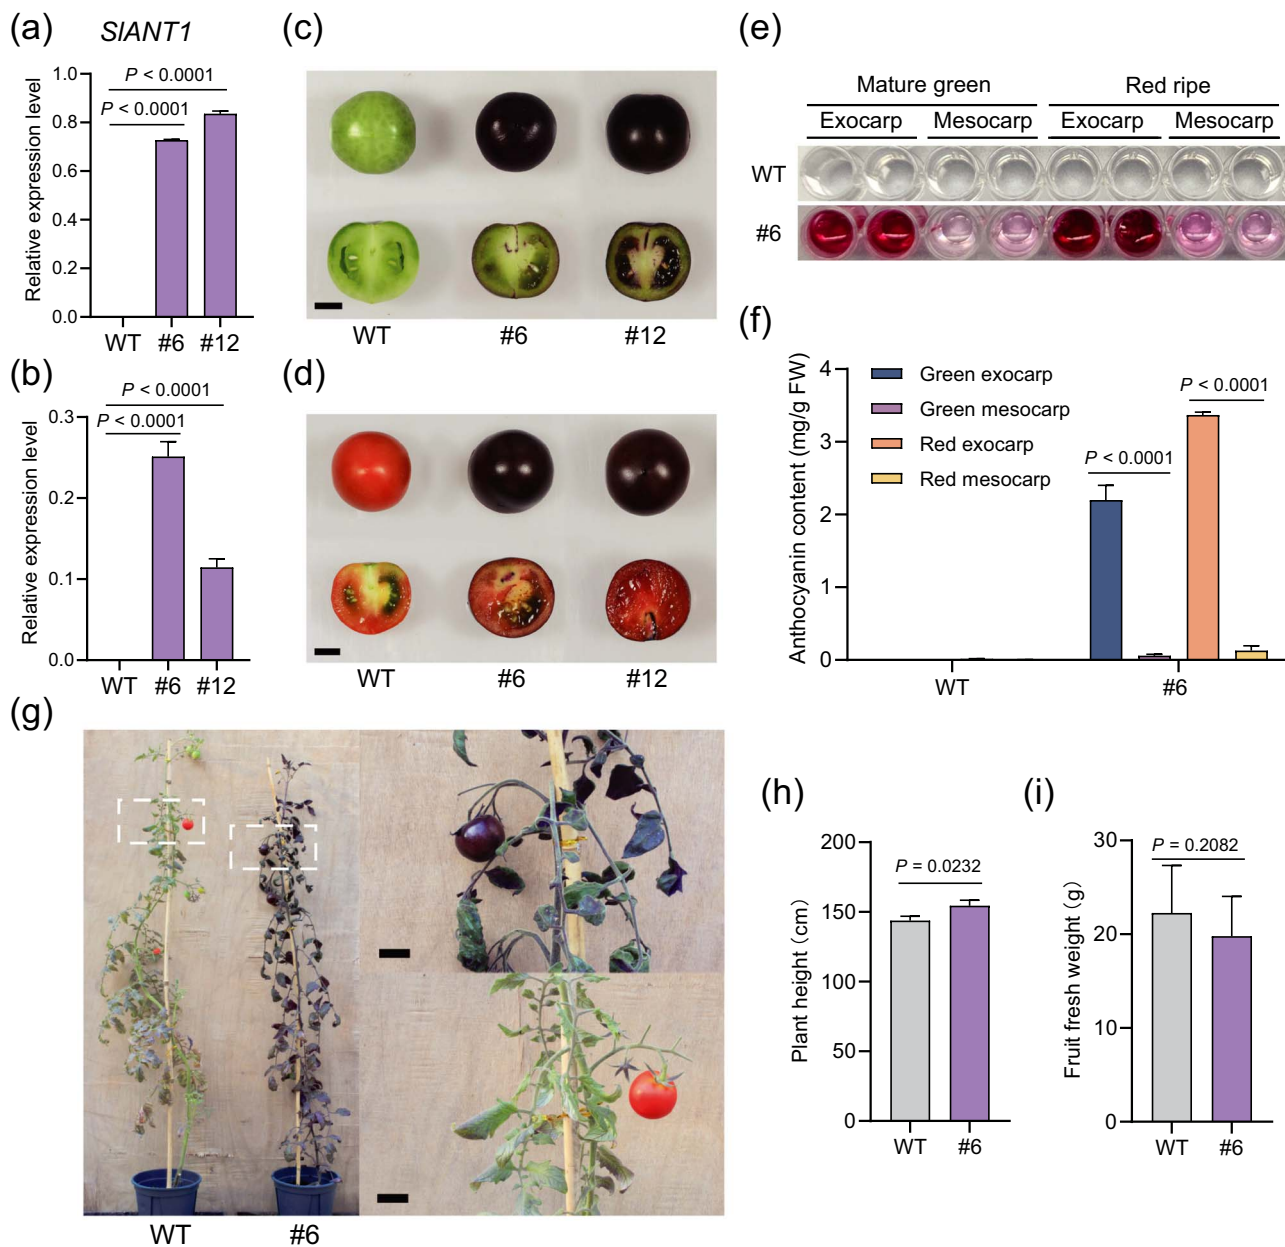 (a) SlANT1
Relative expression level
1.0
0.8
0.6
0.4
0.2
0.0
P < 0.0001
P < 0.0001
WT #6 #12
(b)
Relative expression level
0.3
0.2
0.1
0.0
P < 0.0001
P < 0.0001
WT #6 #12
(c)
WT #6 #12
(d)
WT #6 #12
(e)
Mature green Red ripe
Exocarp Mesocarp Exocarp Mesocarp
WT
#6
(f)
Anthocyanin content (mg/g FW)
4
3
2
1
0
Green exocarp
Green mesocarp
Red exocarp
Red mesocarp
P < 0.0001
P < 0.0001
WT #6
(g)
WT #6
(h)
Plant height (cm)
200
150
100
50
0
P = 0.0232
WT #6
(i)
Fruit fresh weight (g)
30
20
10
0
P = 0.2082
WT #6